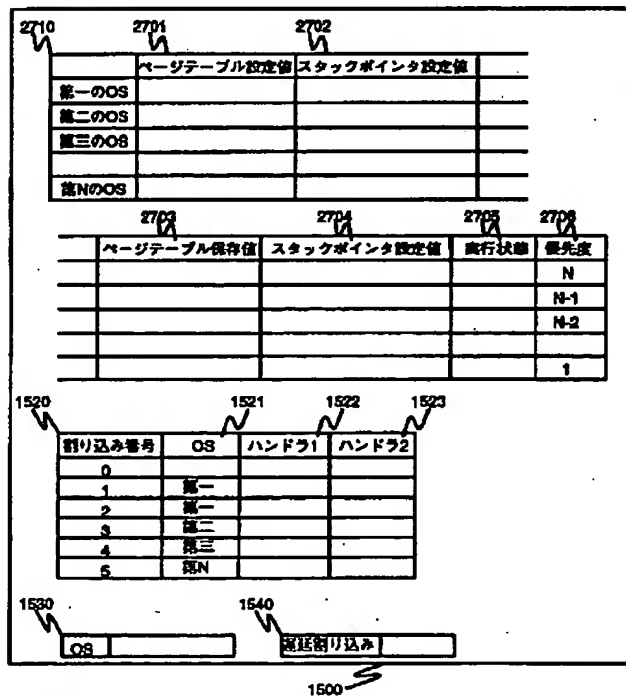 2710 2701 2702
ページテーブル設定値 スタックポインタ設定値
第一のOS
第二のOS
第三のOS
第NのOS
2703 2704 2705 2706
ページテーブル保存値 スタックポインタ設定値 実行状態 優先度
N
N-1
N-2
1
1520 1521 1522 1523
割り込み番号 OS ハンドラ1 ハンドラ2
0
1 第一
2 第一
3 第二
4 第三
5 第N
1530 1540
OS 遅延割り込み
1500